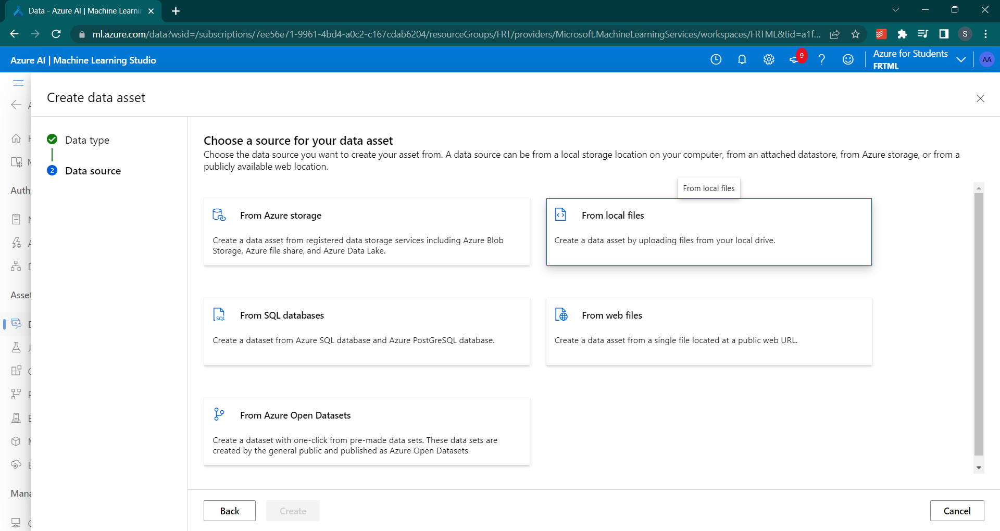 Data - Azure AI | Machine Learnin
ml.azure.com/data?wsid=/subscriptions/7ee56e71-9961-4bd4-a0c2-c167cdab6204/resourceGroups/FRT/providers/Microsoft.MachineLearningServices/workspaces/FRTML&tid=a1f...
S
Azure AI | Machine Learning Studio
9
?
Azure for Students
FRTML
AA
Create data asset
Data type
2
Data source
Auth
Asset
Mana
Choose a source for your data asset
Choose the data source you want to create your asset from. A data source can be from a local storage location on your computer, from an attached datastore, from Azure storage, or from a
publicly available web location.
From local files
From Azure storage
Create a data asset from registered data storage services including Azure Blob
Storage, Azure file share, and Azure Data Lake.
From local files
Create a data asset by uploading files from your local drive.
SQL
From SQL databases
Create a dataset from Azure SQL database and Azure PostGreSQL database.
From web files
Create a data asset from a single file located at a public web URL.
From Azure Open Datasets
Create a dataset with one-click from pre-made data sets. These data sets are
created by the general public and published as Azure Open Datasets
Back
Create
Cancel